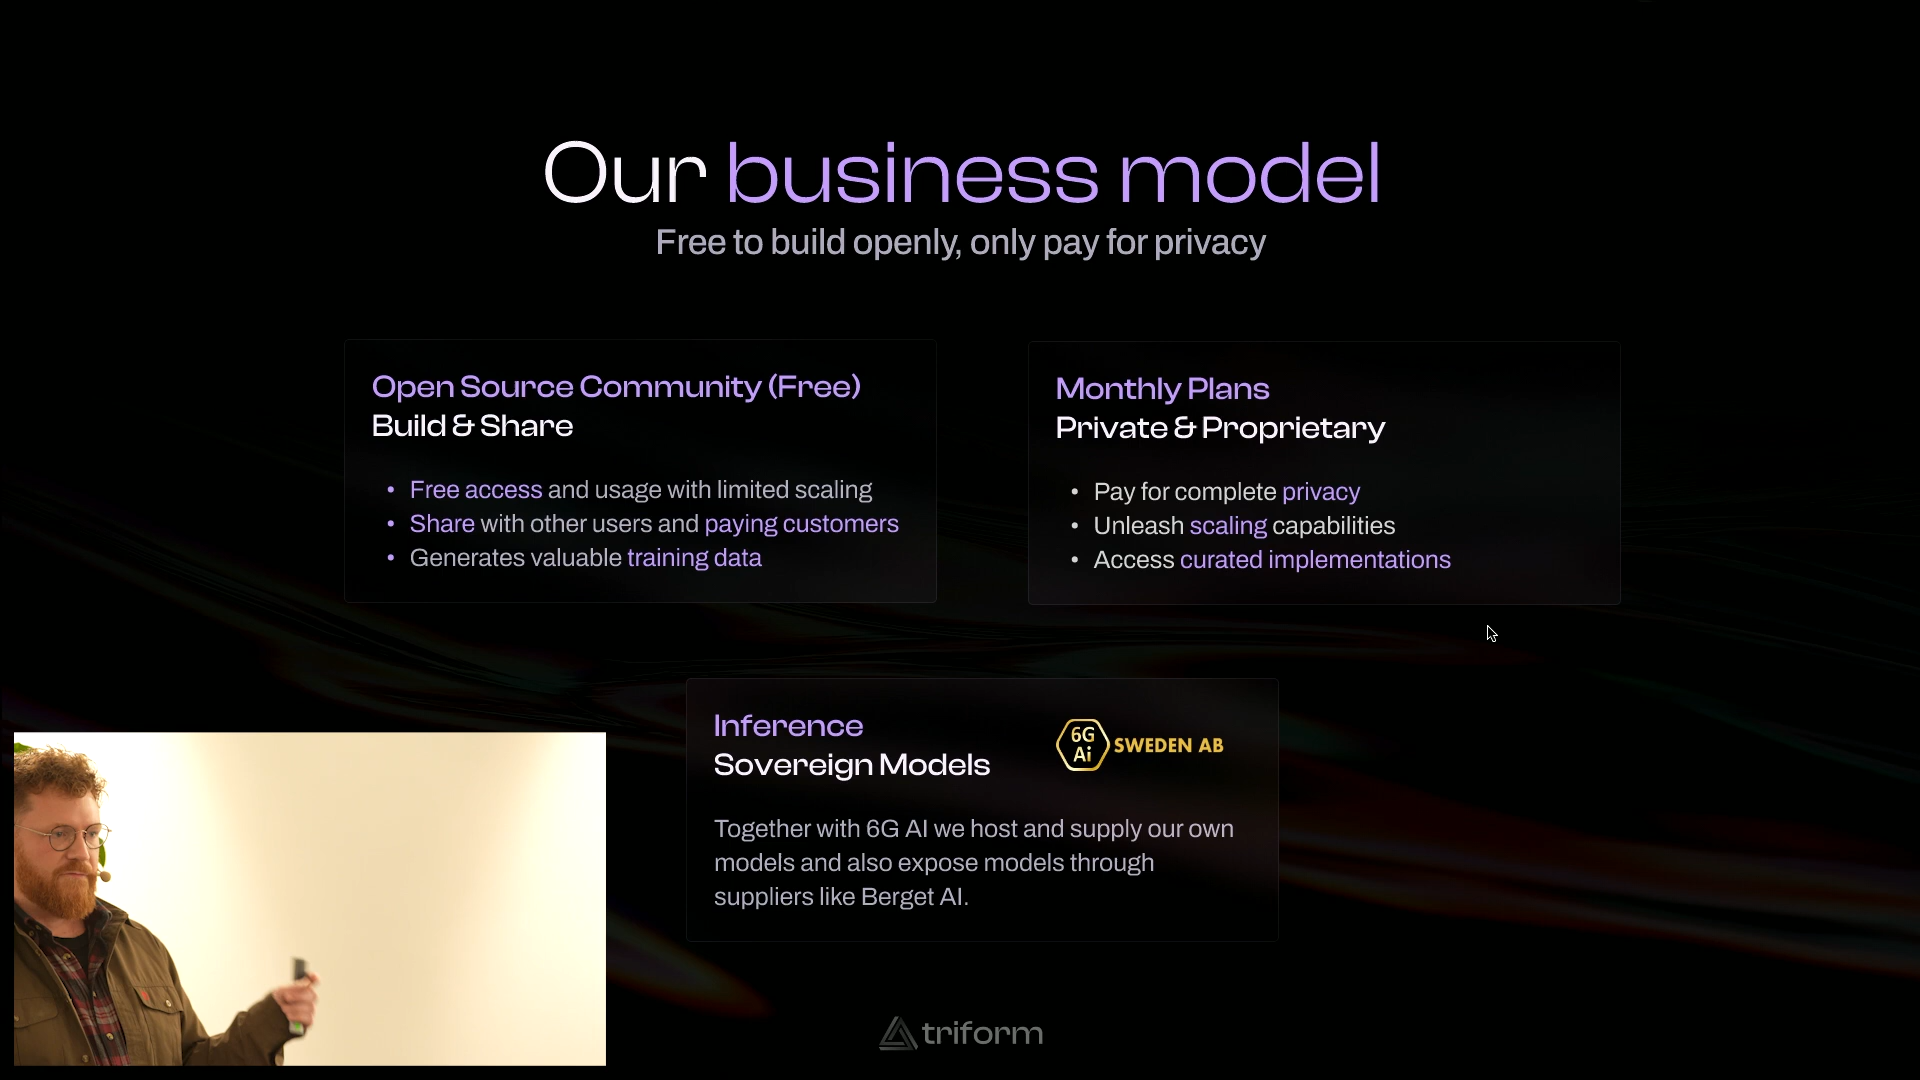 Our business model
Free to build openly, only pay for privacy
Open Source Community (Free)
Build & Share
• Free access and usage with limited scaling
• Share with other users and paying customers
• Generates valuable training data
Monthly Plans
Private & Proprietary
• Pay for complete privacy
• Unleash scaling capabilities
• Access curated implementations
Inference
Sovereign Models
6G
Ai
SWEDEN AB
Together with 6G AI we host and supply our own
models and also expose models through
suppliers like Berget AI.
triform